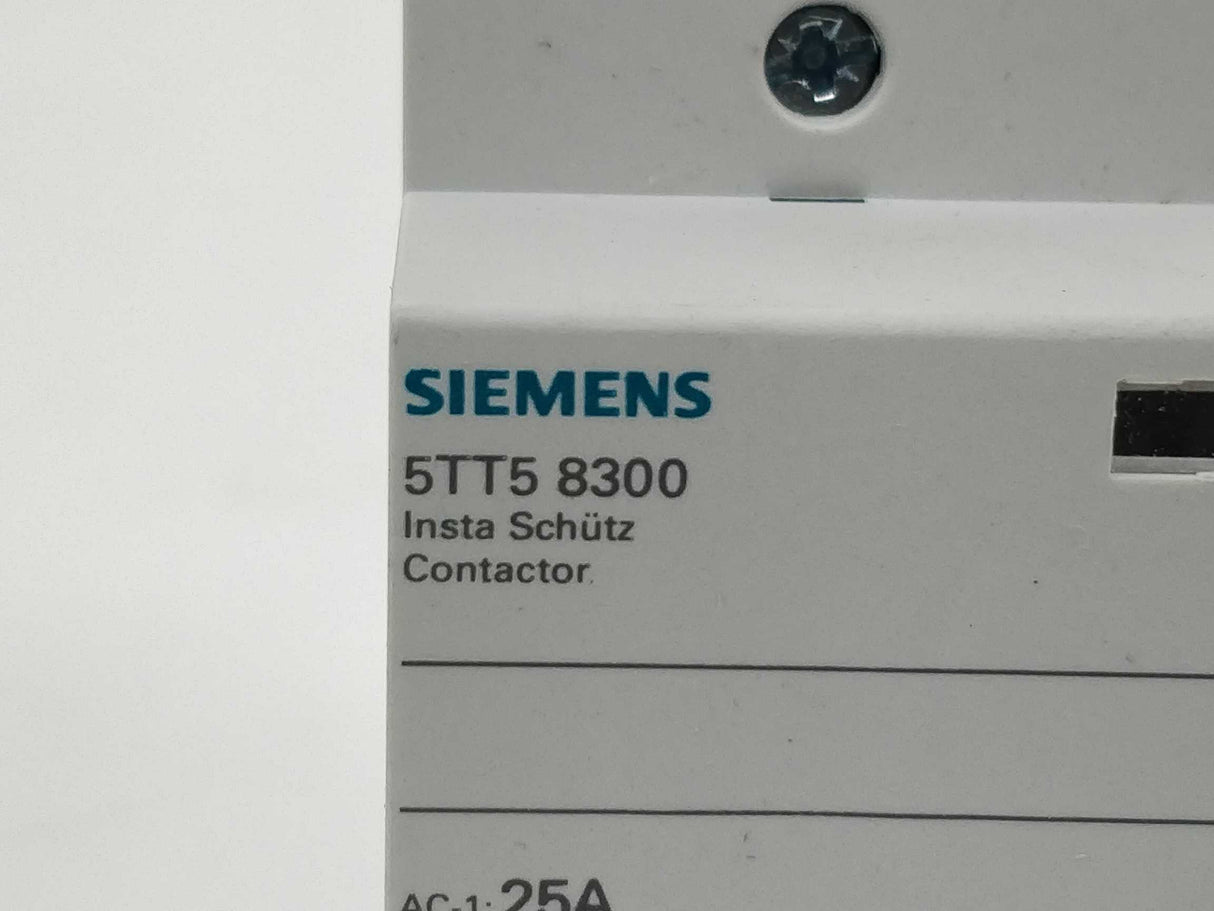 SIEMENS
5TT5 8300
Insta Schütz
Contactor
AC-1: 25A